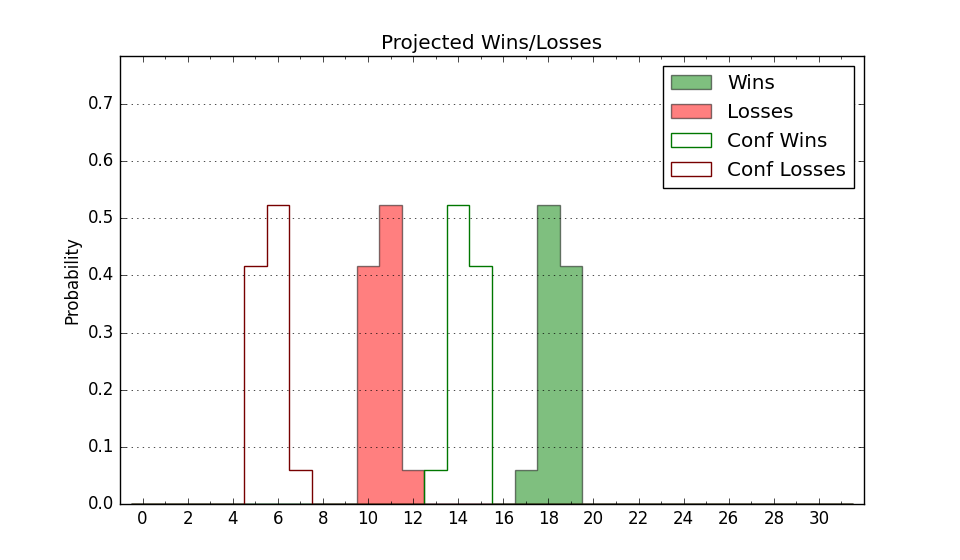 Projected Wins/Losses
Probability
0.7
0.6
0.5
0.4
0.3
0.2
0.1
0.0
0 2 4 6 8 10 12 14 16 18 20 22 24 26 28 30
Wins
Losses
Conf Wins
Conf Losses